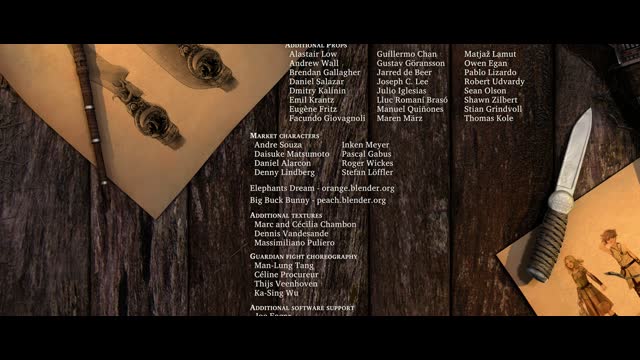 Additional Props
Alastair Low
Andrew Wall
Brendan Gallagher
Daniel Salazar
Dmitry Kalinin
Emil Krantz
Eugène Fritz
Facundo Giovagnoli
Guillermo Chan
Gustav Göransson
Jarred de Beer
Joseph C. Lee
Julio Iglesias
Lluc Romaní Brasó
Manuel Quiñones
Maren März
Matjaž Lamut
Owen Egan
Pablo Lizardo
Robert Udvardy
Sean Olson
Shawn Zilbert
Stian Grindvoll
Thomas Kole
Market characters
Andre Souza
Daisuke Matsumoto
Daniel Alarcon
Denny Lindberg
Inken Meyer
Pascal Gabus
Roger Wickes
Stefan Löffler
Elephants Dream - orange.blender.org
Big Buck Bunny - peach.blender.org
Additional textures
Marc and Cécilia Chambon
Dennis Vandesande
Massimiliano Puliero
Guardian fight choreography
Man-Lung Tang
Céline Procureur
Thijs Veenhoven
Ka-Sing Wu
Additional software support